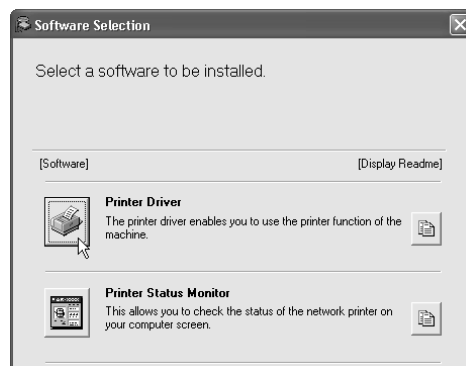 Software Selection
Select a software to be installed.
[Software] [Display Readme]
Printer Driver
The printer driver enables you to use the printer function of the
machine.
Printer Status Monitor
This allows you to check the status of the network printer on
your computer screen.